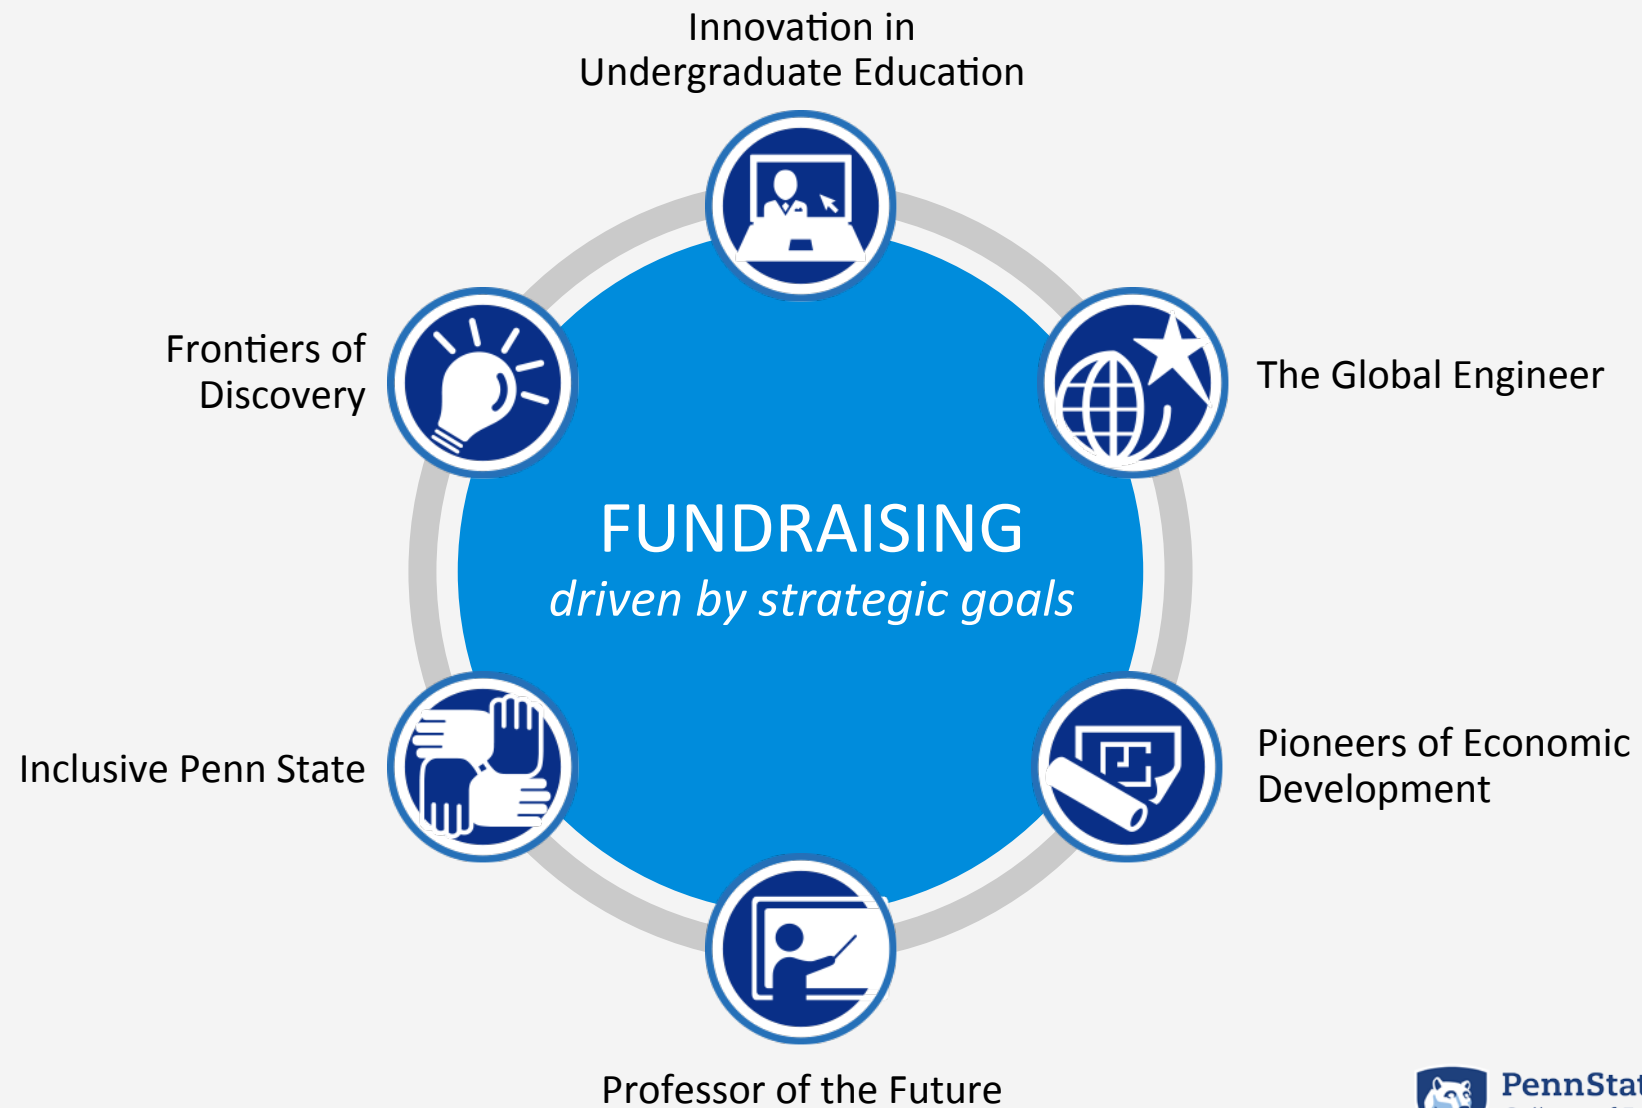 Innovation in
Undergraduate Education
Frontiers of
Discovery
The Global Engineer
FUNDRAISING
driven by strategic goals
Inclusive Penn State
Pioneers of Economic
Development
Professor of the Future